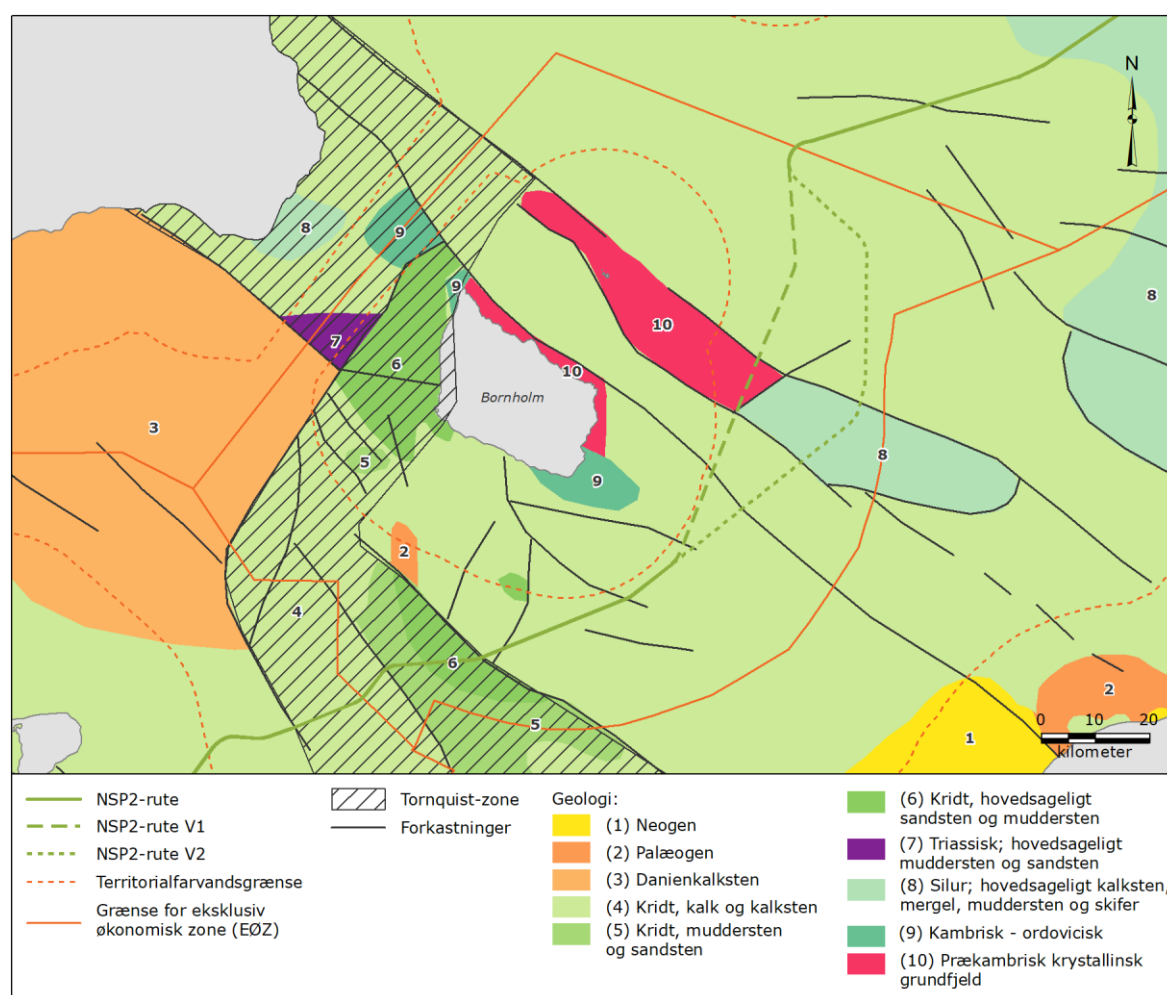 N
8
9
9
10
8
7
10
6
10
Bornholm
3
8
5
9
2
4
6
2
5
1
0 10 20
kilometer
NSP2-rute
NSP2-rute V1
NSP2-rute V2
Territorialfarvandsgrænse
Grænse for eksklusiv
økonomisk zone (EØZ)
Tornquist-zone
Forkastninger
Geologi:
(1) Neogen
(2) Palæogen
(3) Danienkalksten
(4) Kridt, kalk og kalksten
(5) Kridt, muddersten
og sandsten
(6) Kridt, hovedsageligt
sandsten og muddersten
(7) Triassisk; hovedsageligt
muddersten og sandsten
(8) Silur; hovedsageligt kalksten,
mergel, muddersten og skifer
(9) Kambrisk - ordovicisk
(10) Prækambrisk krystallinsk
grundfjeld